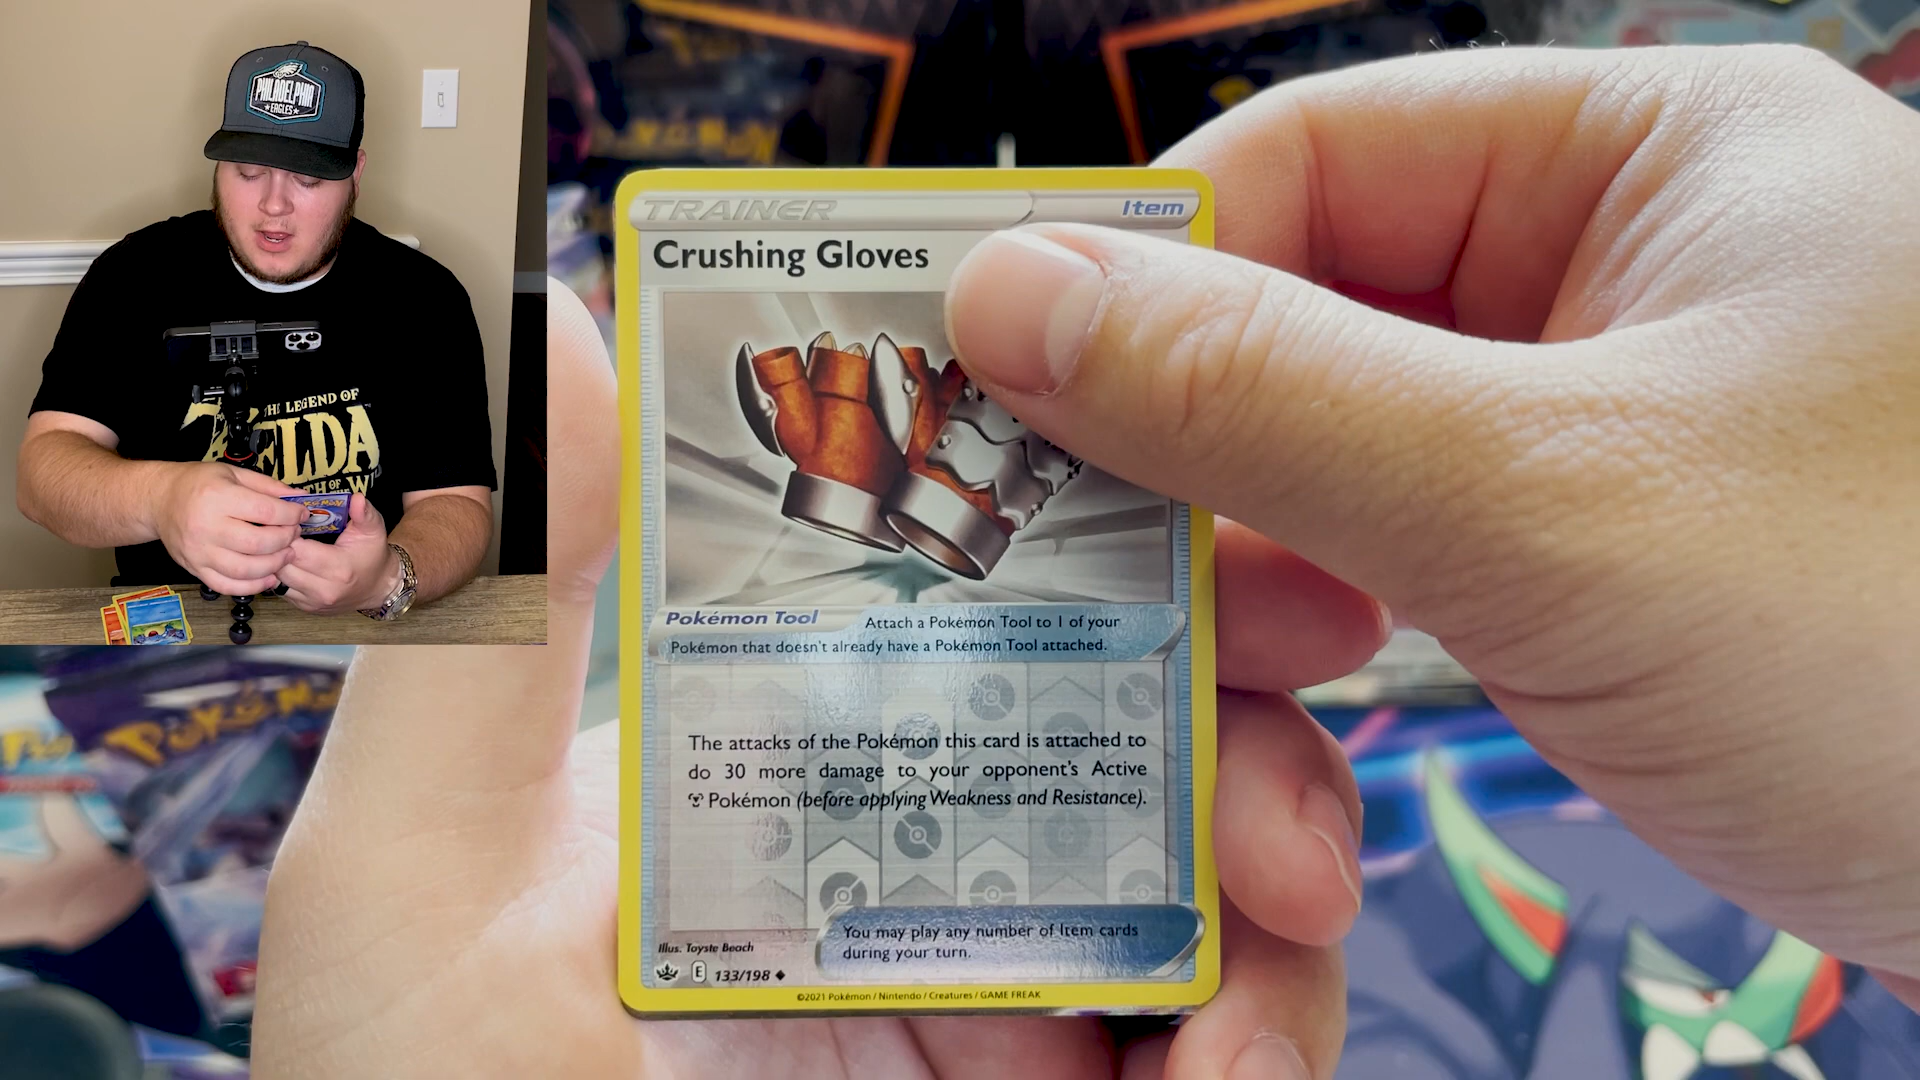 PHILADELPHIA
EAGLES
THE LEGEND OF
ZELDA
TH OF
TRAINER
Item
Crushing Gloves
Pokémon Tool
Attach a Pokémon Tool to 1 of your
Pokémon that doesn't already have a Pokémon Tool attached.
The attacks of the Pokémon this card is attached to
do 30 more damage to your opponent's Active
Pokémon (before applying Weakness and Resistance).
You may play any number of Item cards
during your turn.
Illus. Toyste Beach
E 133/198
©2021 Pokémon / Nintendo / Creatures / GAME FREAK